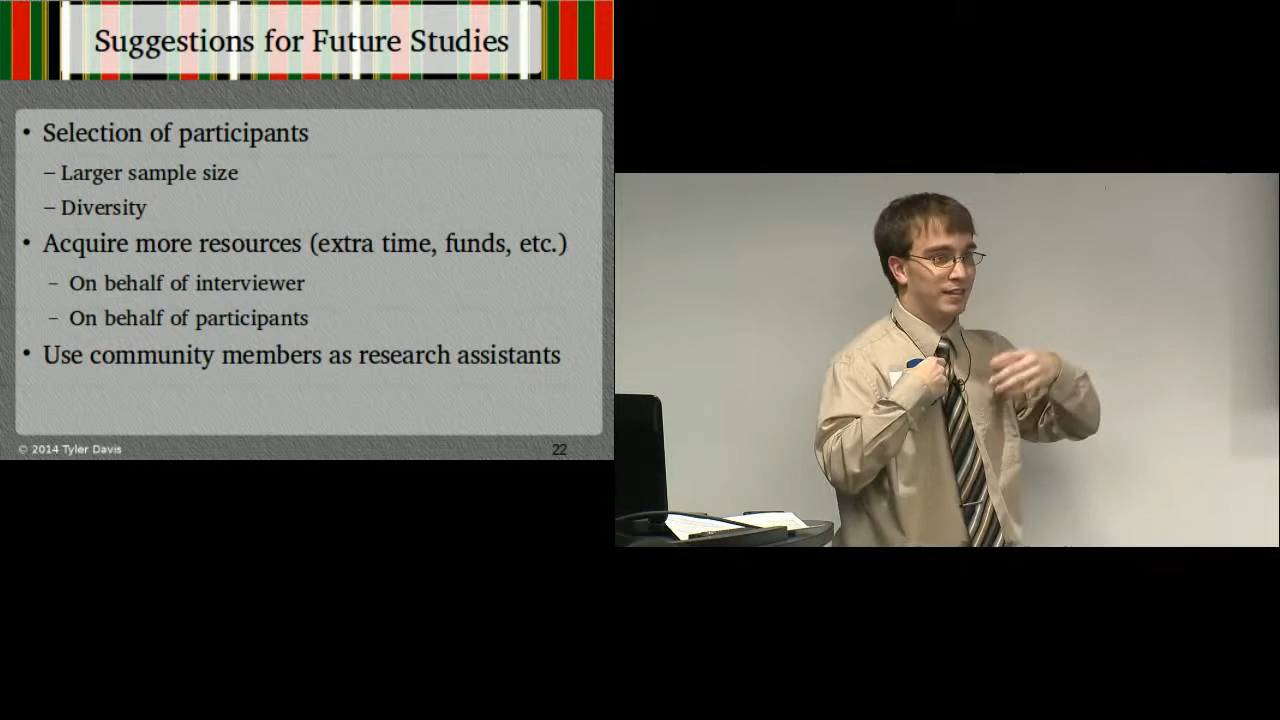 Suggestions for Future Studies
• Selection of participants
– Larger sample size
– Diversity
• Acquire more resources (extra time, funds, etc.)
– On behalf of interviewer
– On behalf of participants
• Use community members as research assistants
© 2014 Tyler Davis
22